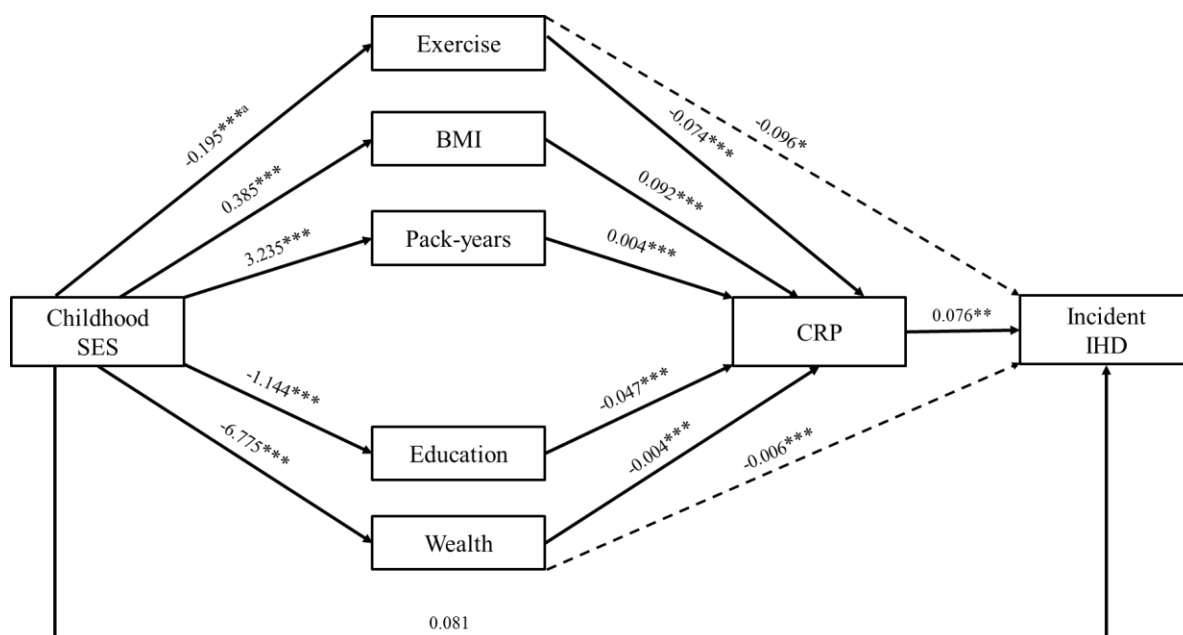 Exercise
-0.195***a
-0.096*
-0.074***
BMI
0.385***
0.092***
Pack-years
3.235***
0.004***
Childhood
SES
CRP
0.076**
Incident
IHD
-1.144***
-0.047***
Education
-6.775***
-0.004***
-0.006***
Wealth
0.081